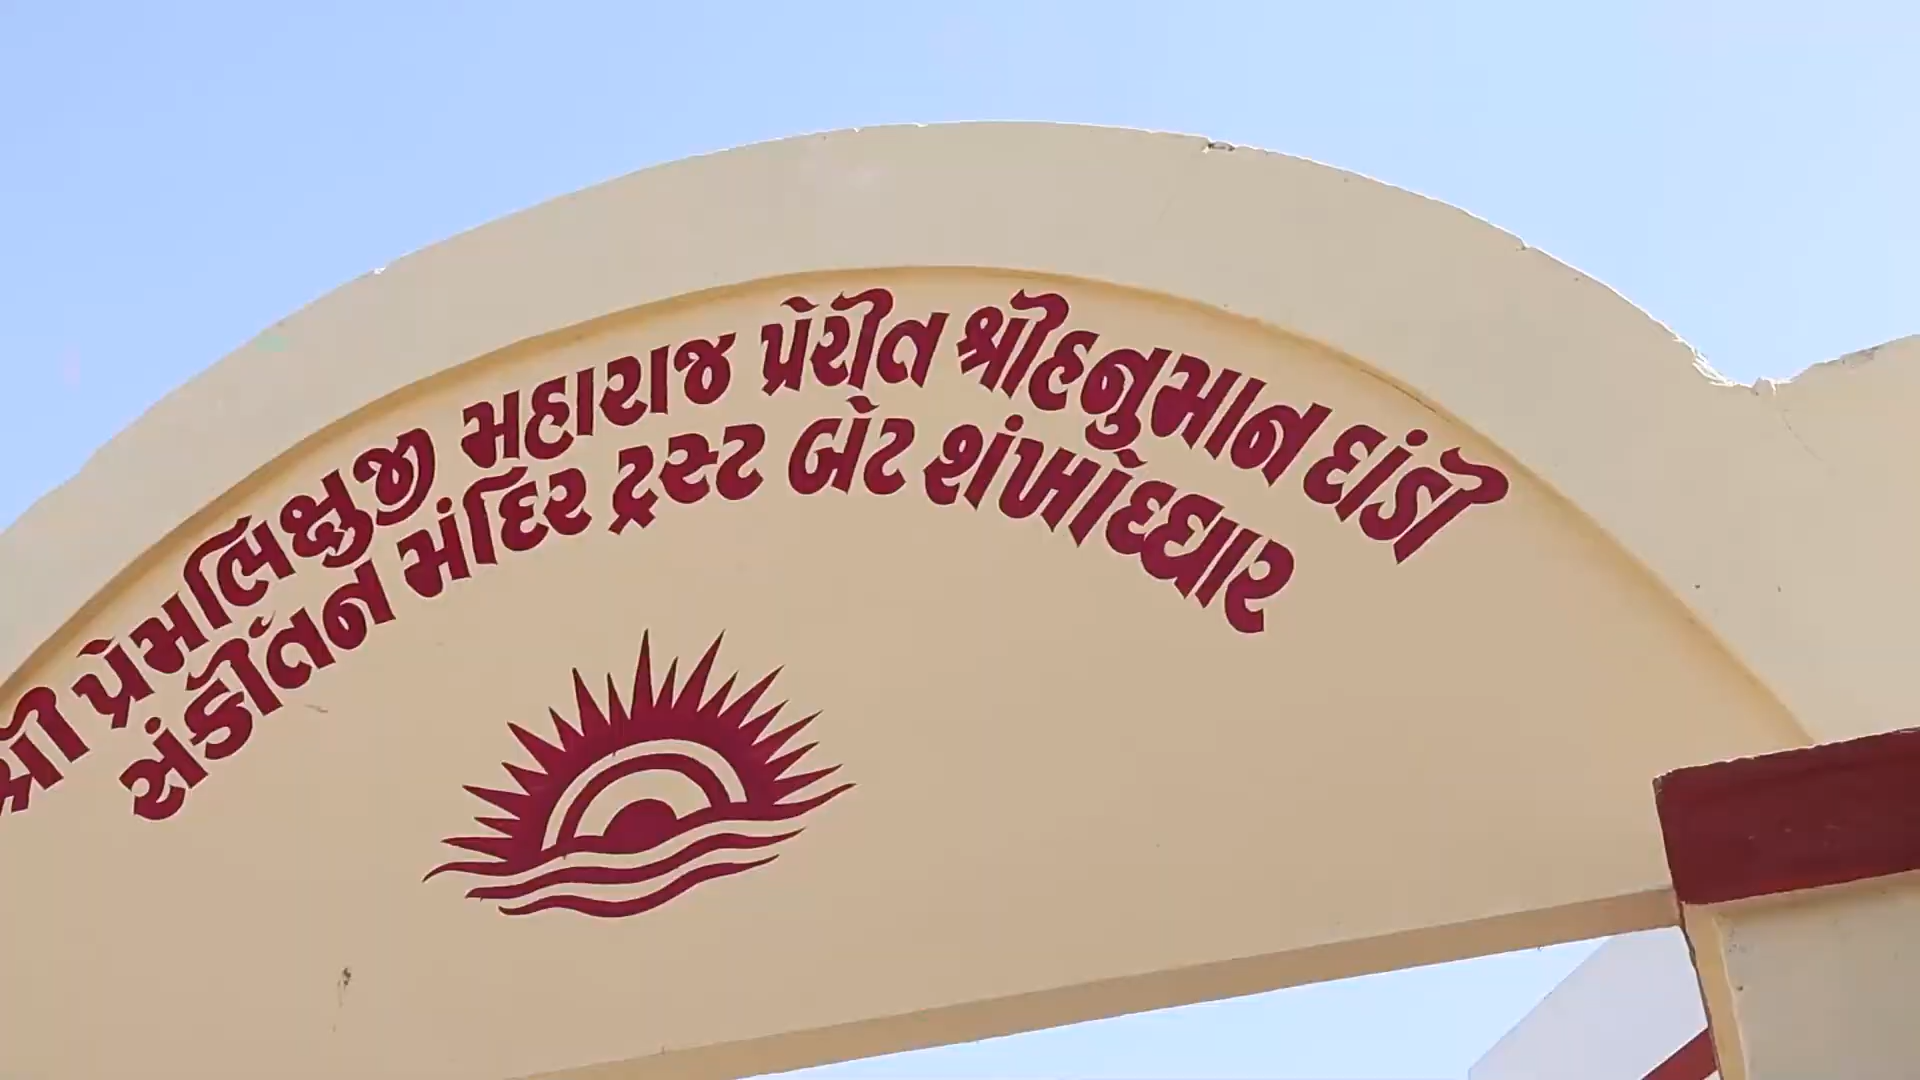 શ્રી પ્રેમભિક્ષુજી મહારાજ પ્રેરીત શ્રીહનુમાન દાંડી
સંકીર્તન મંદિર ટ્રસ્ટ બેટ શંખોધ્ધાર